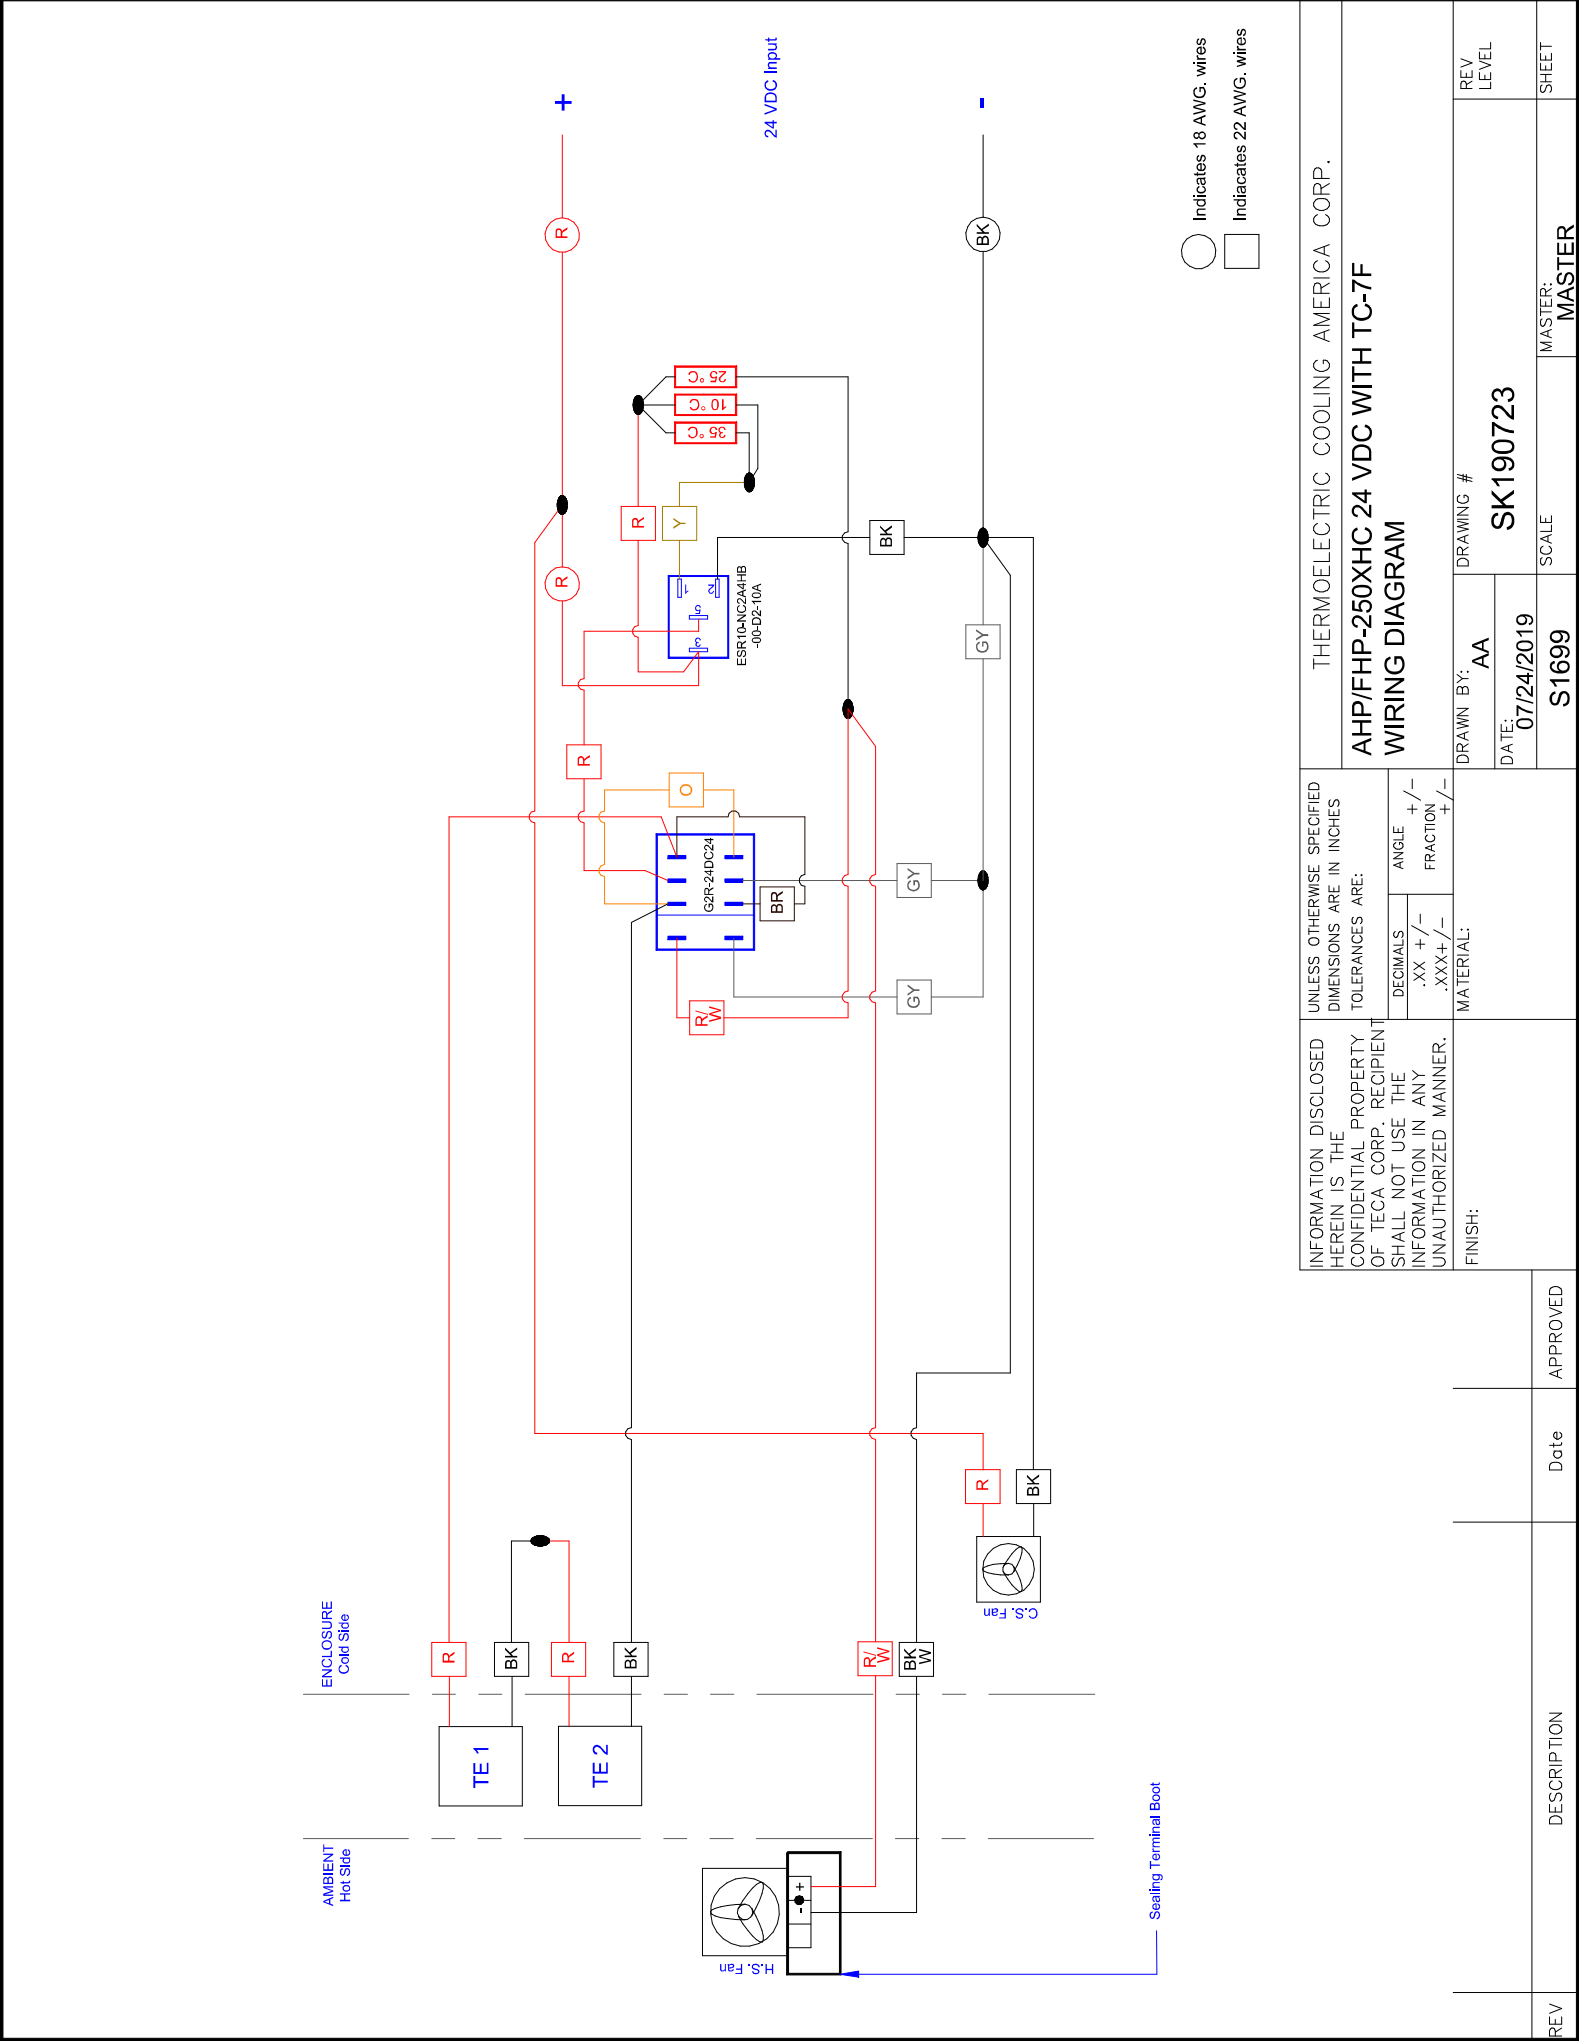 ENCLOSURE
Cold Side
AMBIENT
Hot Side
TE 1
TE 2
R
BK
R
BK
H.S. Fan
+
-
R/
W
BK
W
Sealing Terminal Boot
C.S. Fan
R
BK
R/
W
G2R-24DC24
BR
O
GY
GY
GY
R
R
ESR10-NC2A4HB
-00-D2-10A
3
5
1
2
R
Y
BK
35 °C
10 °C
25 °C
R
+
24 VDC Input
BK
-
Indicates 18 AWG. wires
Indiacates 22 AWG. wires
REV
DESCRIPTION
Date
APPROVED
INFORMATION DISCLOSED
HEREIN IS THE
CONFIDENTIAL PROPERTY
OF TECA CORP. RECIPIENT
SHALL NOT USE THE
INFORMATION IN ANY
UNAUTHORIZED MANNER.
FINISH:
UNLESS OTHERWISE SPECIFIED
DIMENSIONS ARE IN INCHES
TOLERANCES ARE:
DECIMALS
.XX +/-
.XXX+/-
ANGLE
+/-
FRACTION
+/-
MATERIAL:
THERMOELECTRIC COOLING AMERICA CORP.
AHP/FHP-250XHC 24 VDC WITH TC-7F
WIRING DIAGRAM
DRAWN BY:
AA
DATE:
07/24/2019
S1699
DRAWING #
SK190723
SCALE
MASTER:
MASTER
REV
LEVEL
SHEET